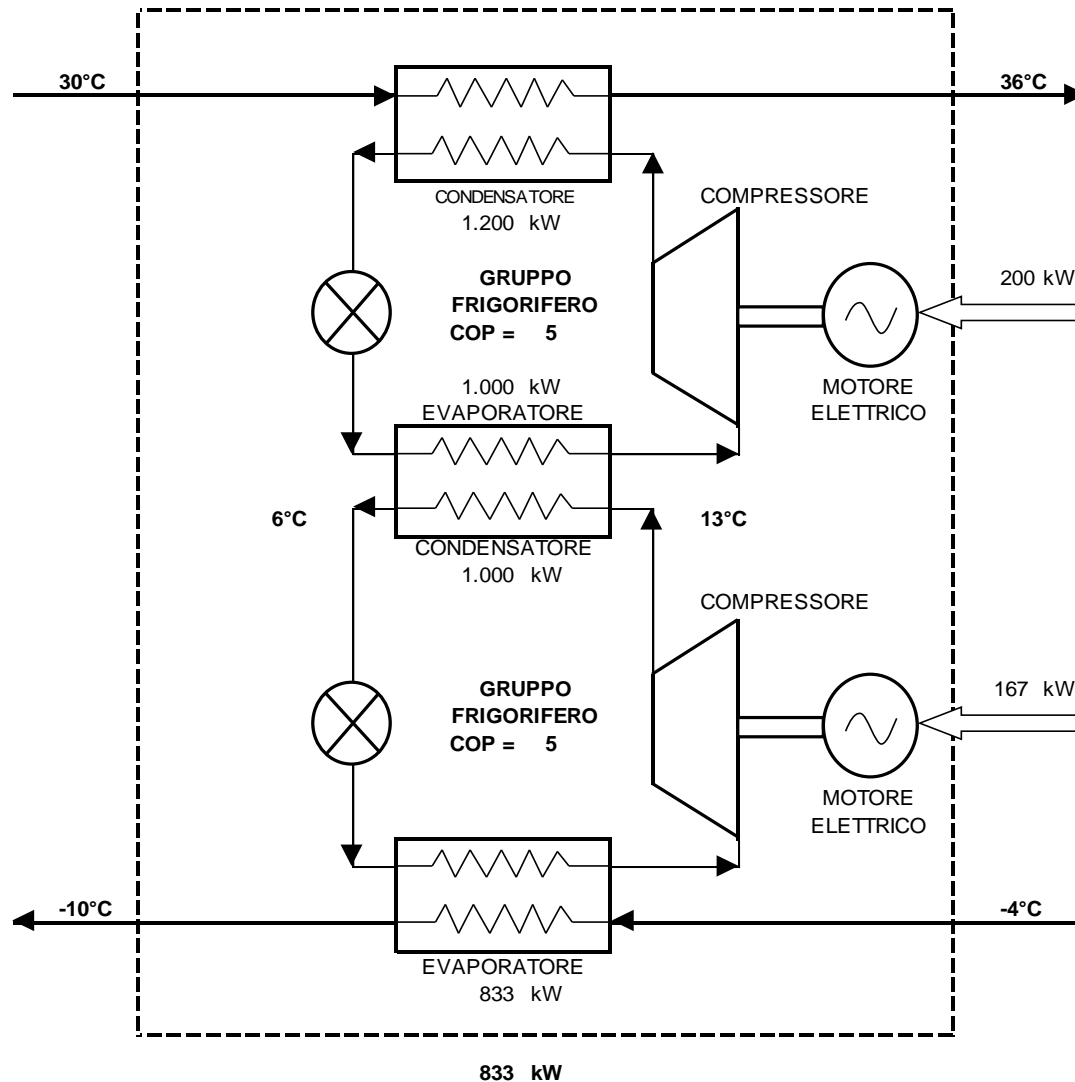 30°C
36°C
CONDENSATORE
1.200 kW
COMPRESSORE
GRUPPO
FRIGORIFERO
COP = 5
200 kW
MOTORE
ELETTRICO
1.000 kW
EVAPORATORE
6°C
13°C
CONDENSATORE
1.000 kW
COMPRESSORE
GRUPPO
FRIGORIFERO
COP = 5
167 kW
MOTORE
ELETTRICO
-10°C
-4°C
EVAPORATORE
833 kW
833 kW